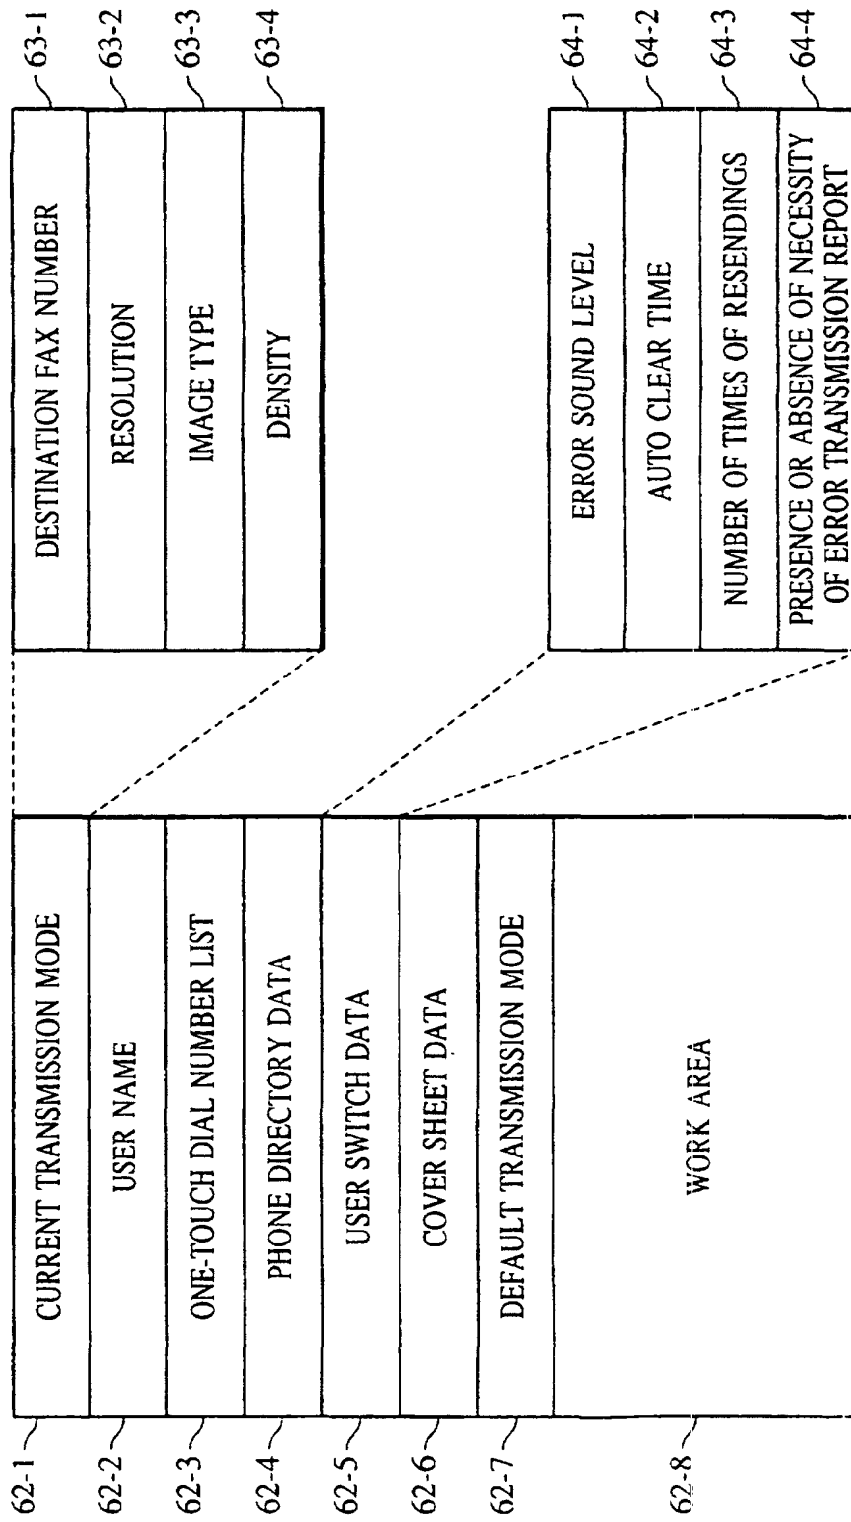 62-1
CURRENT TRANSMISSION MODE
62-2
USER NAME
62-3
ONE-TOUCH DIAL NUMBER LIST
62-4
PHONE DIRECTORY DATA
62-5
USER SWITCH DATA
62-6
COVER SHEET DATA
62-7
DEFAULT TRANSMISSION MODE
62-8
WORK AREA
DESTINATION FAX NUMBER
63-1
RESOLUTION
63-2
IMAGE TYPE
63-3
DENSITY
63-4
ERROR SOUND LEVEL
64-1
AUTO CLEAR TIME
64-2
NUMBER OF TIMES OF RESENDINGS
64-3
PRESENCE OR ABSENCE OF NECESSITY
OF ERROR TRANSMISSION REPORT
64-4